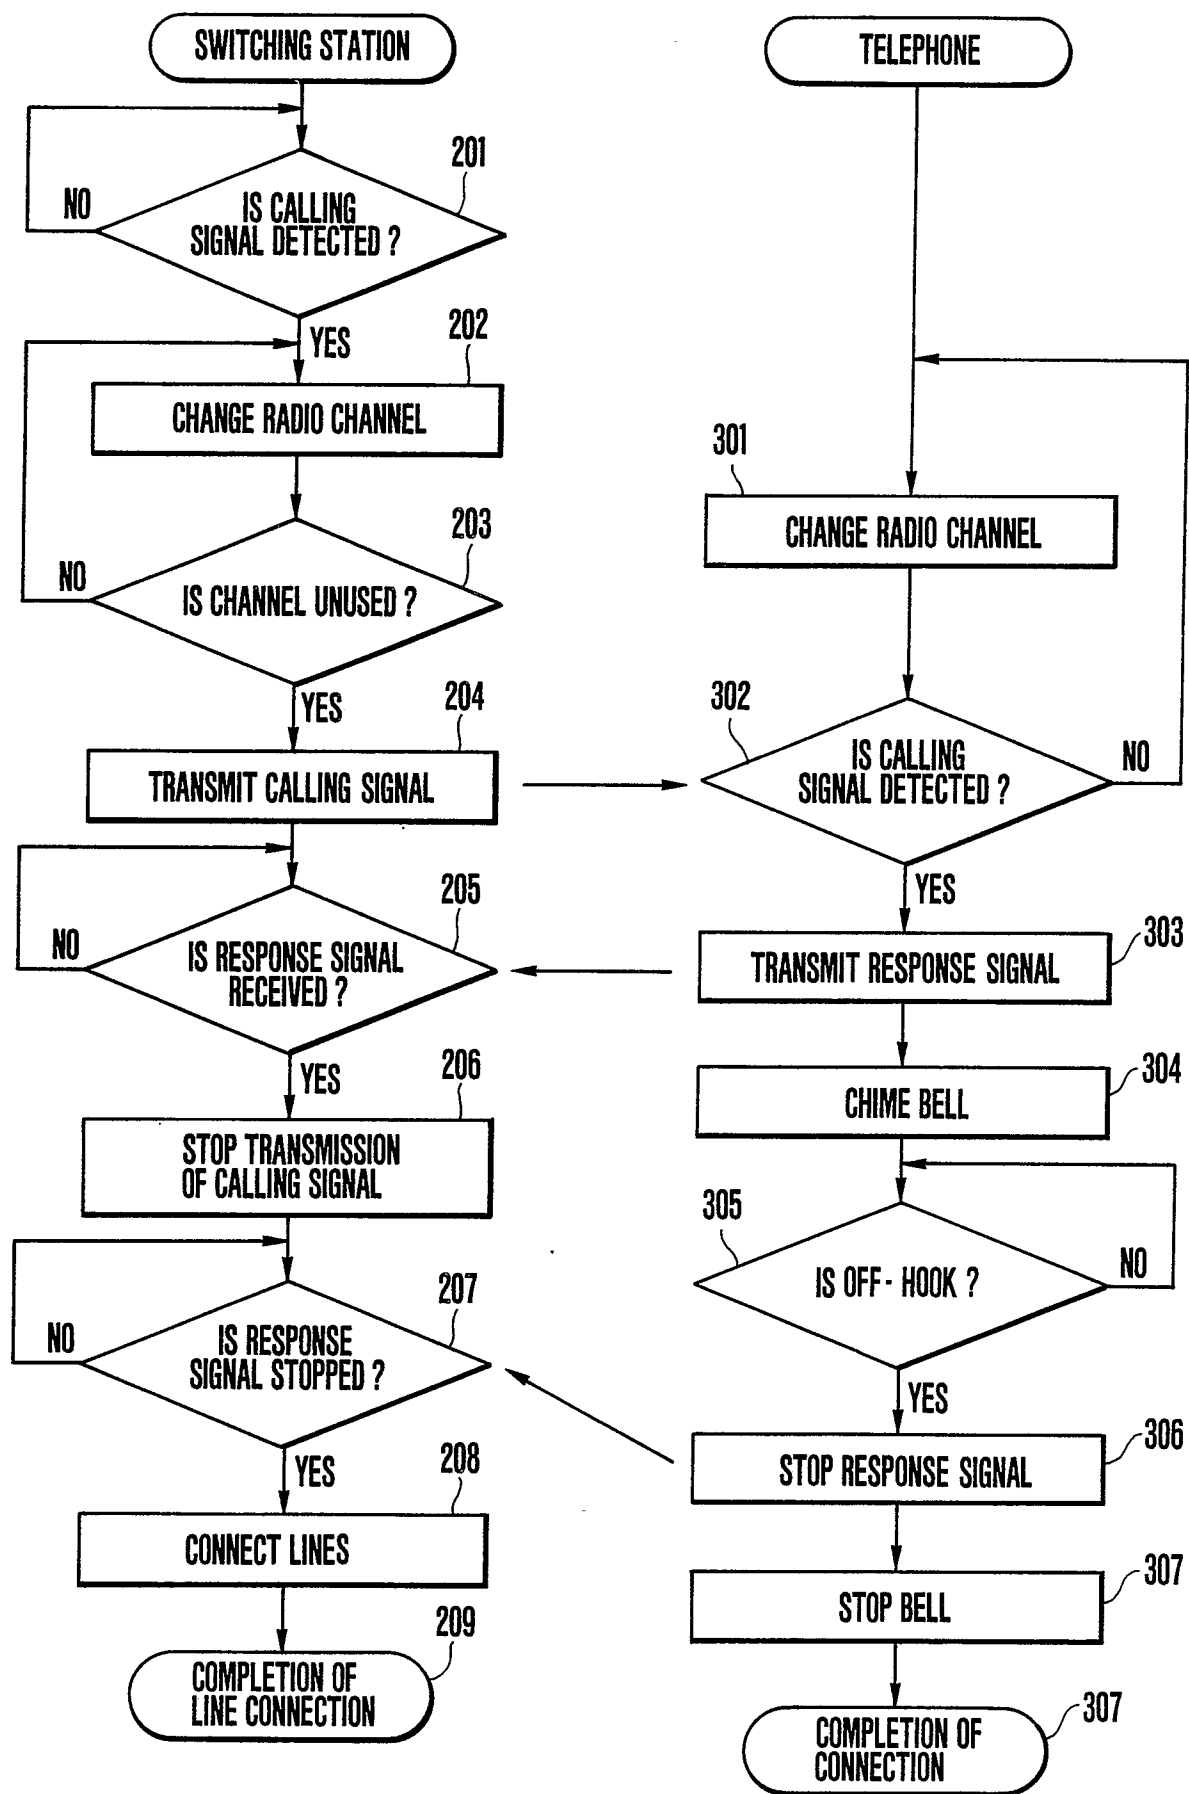 SWITCHING STATION
201
IS CALLING
SIGNAL DETECTED ?
NO
YES
202
CHANGE RADIO CHANNEL
203
IS CHANNEL UNUSED ?
NO
YES
204
TRANSMIT CALLING SIGNAL
205
IS RESPONSE SIGNAL
RECEIVED ?
NO
YES
206
STOP TRANSMISSION
OF CALLING SIGNAL
207
IS RESPONSE
SIGNAL STOPPED ?
NO
YES
208
CONNECT LINES
209
COMPLETION OF
LINE CONNECTION
TELEPHONE
301
CHANGE RADIO CHANNEL
302
IS CALLING
SIGNAL DETECTED ?
NO
YES
303
TRANSMIT RESPONSE SIGNAL
304
CHIME BELL
305
IS OFF - HOOK ?
NO
YES
306
STOP RESPONSE SIGNAL
307
STOP BELL
307
COMPLETION OF
CONNECTION